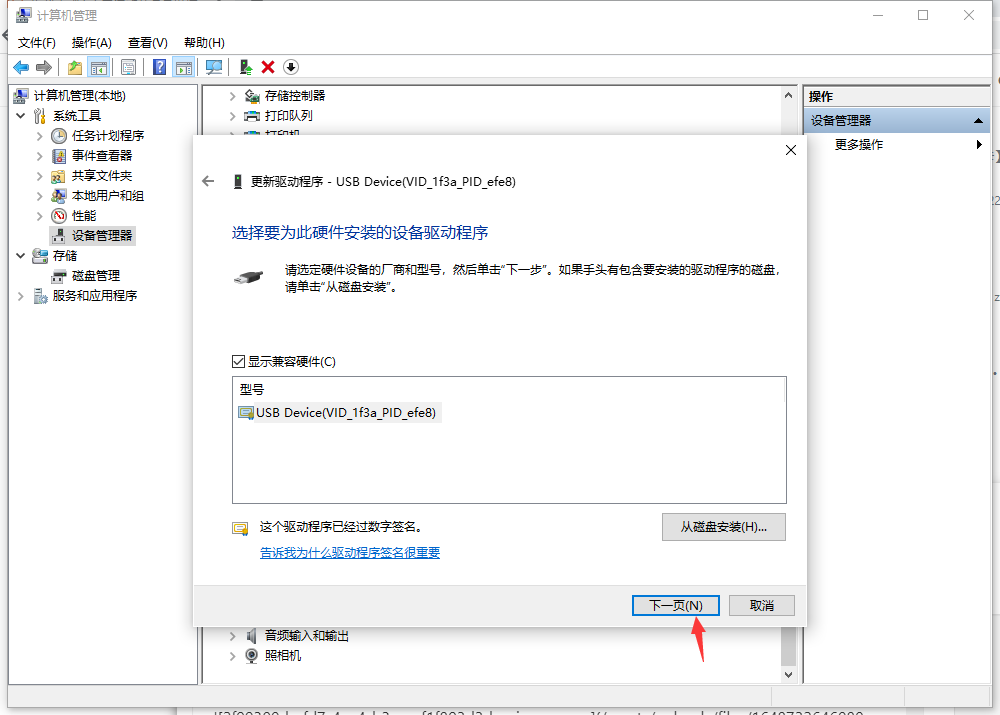 计算机管理
文件(F) 操作(A) 查看(V) 帮助(H)
计算机管理(本地)
系统工具
任务计划程序
事件查看器
共享文件夹
本地用户和组
性能
设备管理器
存储
磁盘管理
服务和应用程序
存储控制器
打印队列
打印机
操作
设备管理器
更多操作
更新驱动程序 - USB Device(VID_1f3a_PID_efe8)
选择要为此硬件安装的设备驱动程序
请选定硬件设备的厂商和型号，然后单击“下一步”。如果手头有包含要安装的驱动程序的磁盘，
请单击“从磁盘安装”。
显示兼容硬件(C)
型号
USB Device(VID_1f3a_PID_efe8)
这个驱动程序已经过数字签名。
从磁盘安装(H)...
告诉我为什么驱动程序签名很重要
下一页(N)
取消
音频输入和输出
照相机